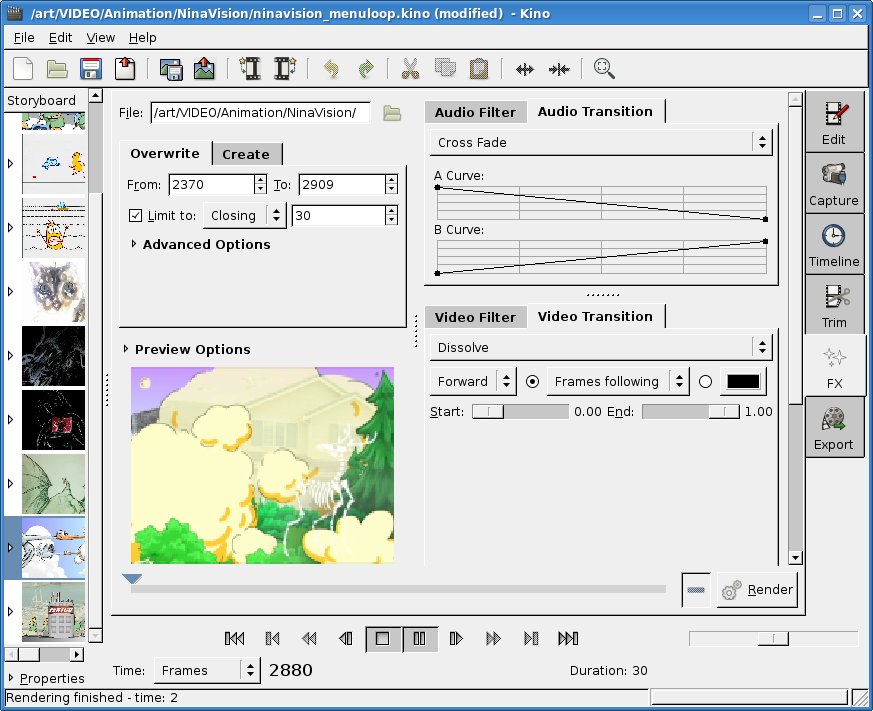 /art/VIDEO/Animation/NinaVision/ninavision_menuloop.kino (modified) - Kino
File Edit View Help
Storyboard
File: /art/VIDEO/Animation/NinaVision/
Overwrite Create
From: 2370 To: 2909
Limit to: Closing 30
Advanced Options
Preview Options
Audio Filter Audio Transition
Cross Fade
A Curve:
B Curve:
Video Filter Video Transition
Dissolve
Forward Frames following
Start: 0.00 End: 1.00
Edit
Capture
Timeline
Trim
FX
Export
Render
Time: Frames 2880 Duration: 30
Properties
Rendering finished - time: 2